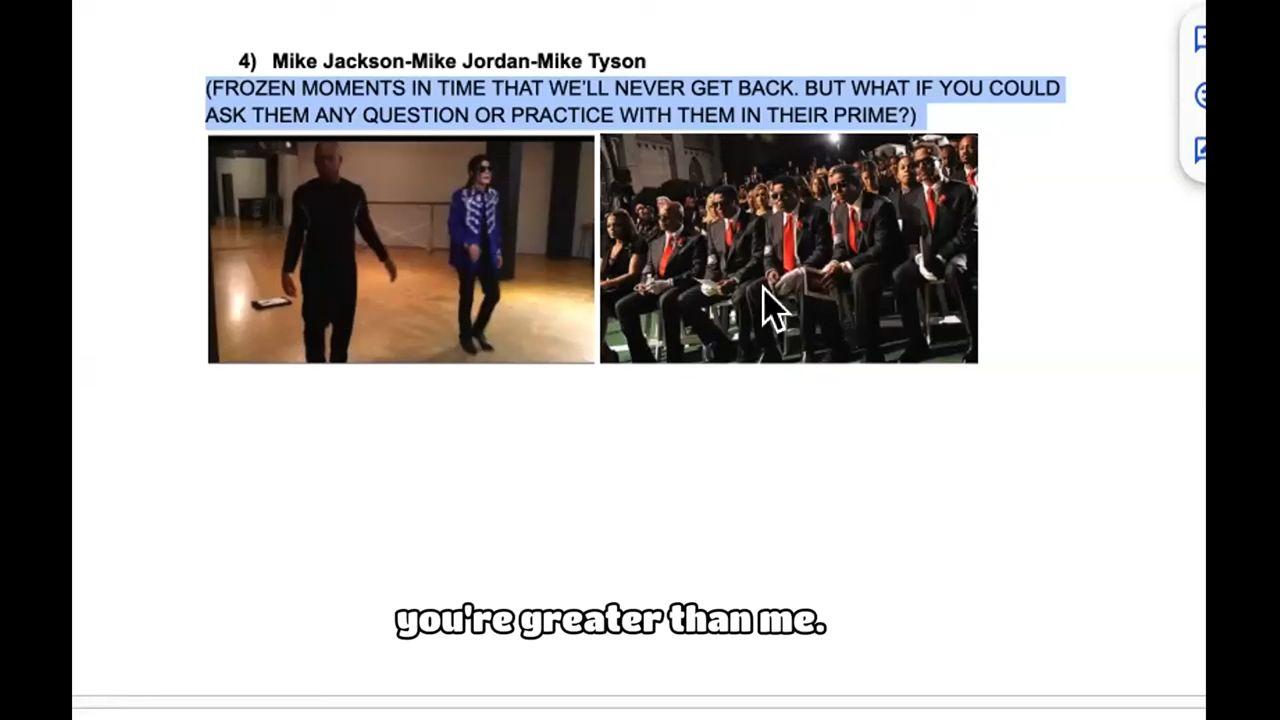 4) Mike Jackson-Mike Jordan-Mike Tyson
(FROZEN MOMENTS IN TIME THAT WE'LL NEVER GET BACK. BUT WHAT IF YOU COULD
ASK THEM ANY QUESTION OR PRACTICE WITH THEM IN THEIR PRIME?)
you're greater than me.